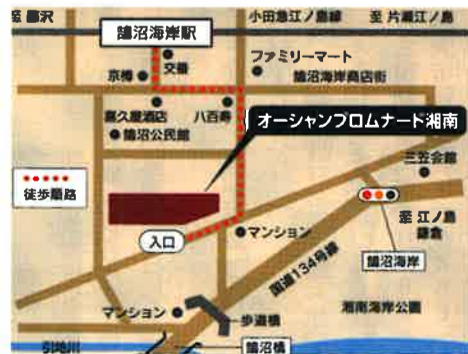 至 藤沢
小田急江ノ島線
至 片瀬江ノ島
鵠沼海岸駅
交番
ファミリーマート
京樽
鵠沼海岸商店街
喜久屋酒店
八百寿
鵠沼公民館
オーシャンプロムナード湘南
三笠会館
徒歩順路
至 江ノ島
鎌倉
入口
マンション
鵠沼海岸
国道134号線
マンション
歩道橋
湘南海岸公園
引地川
鵠沼橋